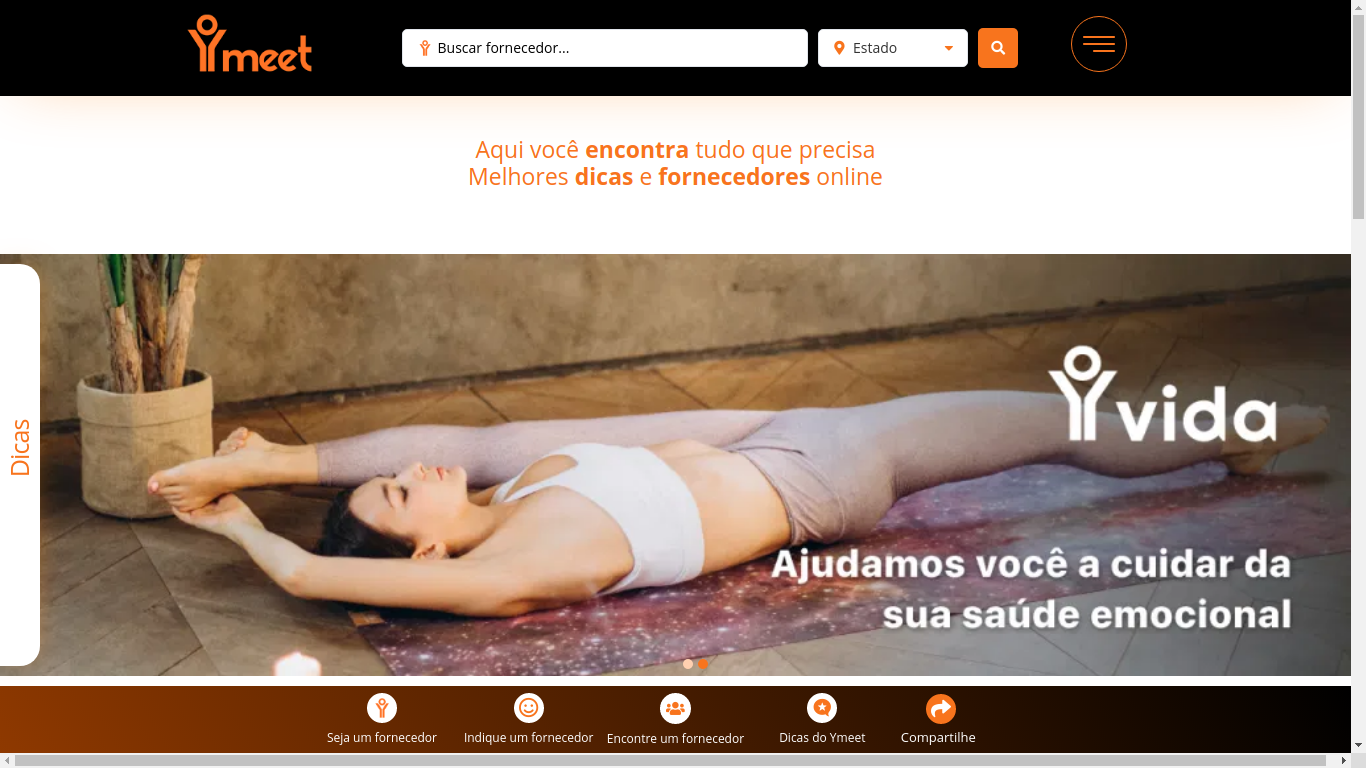 Ymeet
Buscar fornecedor...
Estado
Aqui você encontra tudo que precisa
Melhores dicas e fornecedores online
Dicas
Yvida
Ajudamos você a cuidar da
sua saúde emocional
Seja um fornecedor
Indique um fornecedor
Encontre um fornecedor
Dicas do Ymeet
Compartilhe